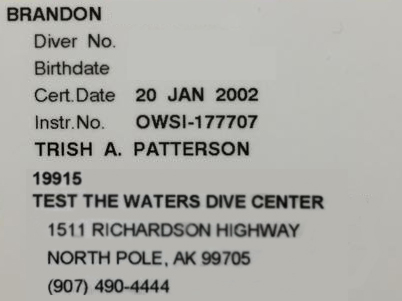 BRANDON
Diver No.
Birthdate
Cert.Date 20 JAN 2002
Instr.No. OWSI-177707
TRISH A. PATTERSON
19915
TEST THE WATERS DIVE CENTER
1511 RICHARDSON HIGHWAY
NORTH POLE, AK 99705
(907) 490-4444